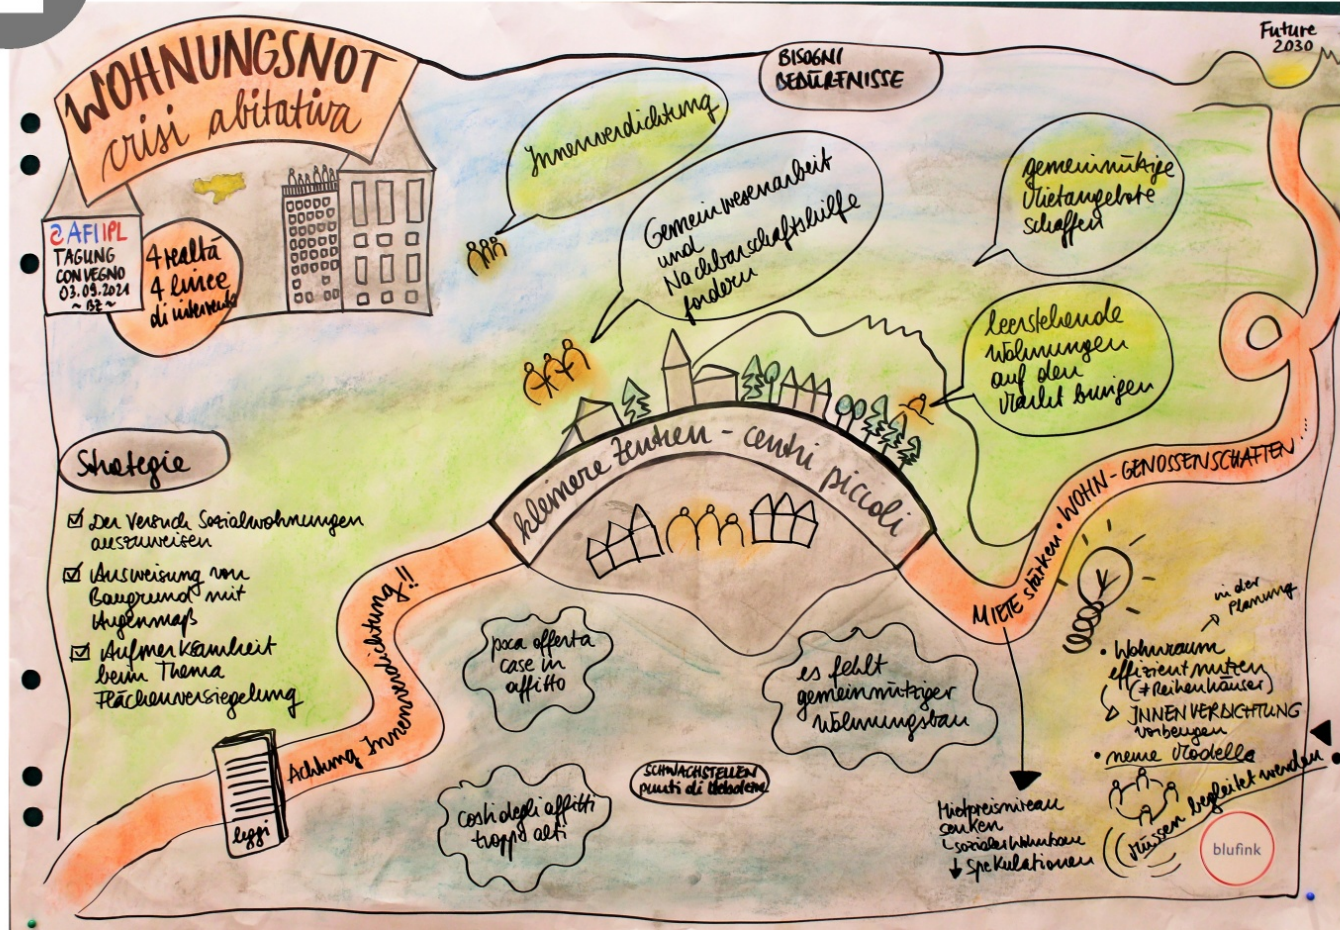 WOHNUNGSNOT
crisi abitativa
AFI IPL
TAGUNG
CONVEGNO
03.09.2021
~ BZ ~
4 realtà
4 linee
di intervento
BISOGNI
BEDÜRFNISSE
Future
2030
Innenverdichtung
Gemeinwesenarbeit
und
Nachbarschaftshilfe
fördern
gemeinnützige
Mietangebote
schaffen
leerstehende
Wohnungen
auf den
Markt bringen
Strategie
Der Versuch Sozialwohnungen
auszuweisen
Ausweisung von
Baugrund mit
Augenmaß
Aufmerksamkeit
beim Thema
Flächenversiegelung
leggi
Achtung Innenverdichtung!!
kleinere Zentren - centri piccoli
MIETE stärken • WOHN-GENOSSENSCHAFTEN...
poca offerta
case in
affitto
es fehlt
gemeinnütziger
Wohnungsbau
SCHWACHSTELLEN
punti di debolezza
costi degli affitti
troppo alti
Mietpreisniveau
senken
sozialer Wohnbau
↓ Spekulationen
in der
Planung
• Wohnraum
effizient nutzen
(≠Reihenhäuser)
INNENVERDICHTUNG
vorbeugen
• neue Modelle
müssen begleitet werden
blufink